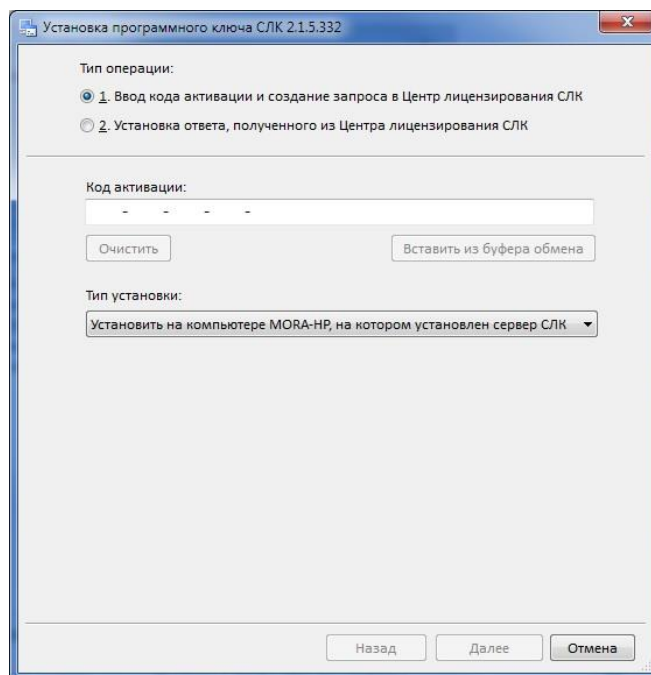 Установка программного ключа СЛК 2.1.5.332
Тип операции:
1. Ввод кода активации и создание запроса в Центр лицензирования СЛК
2. Установка ответа, полученного из Центра лицензирования СЛК
Код активации:
- - - -
Очистить Вставить из буфера обмена
Тип установки:
Установить на компьютере MORA-HP, на котором установлен сервер СЛК
Назад Далее Отмена